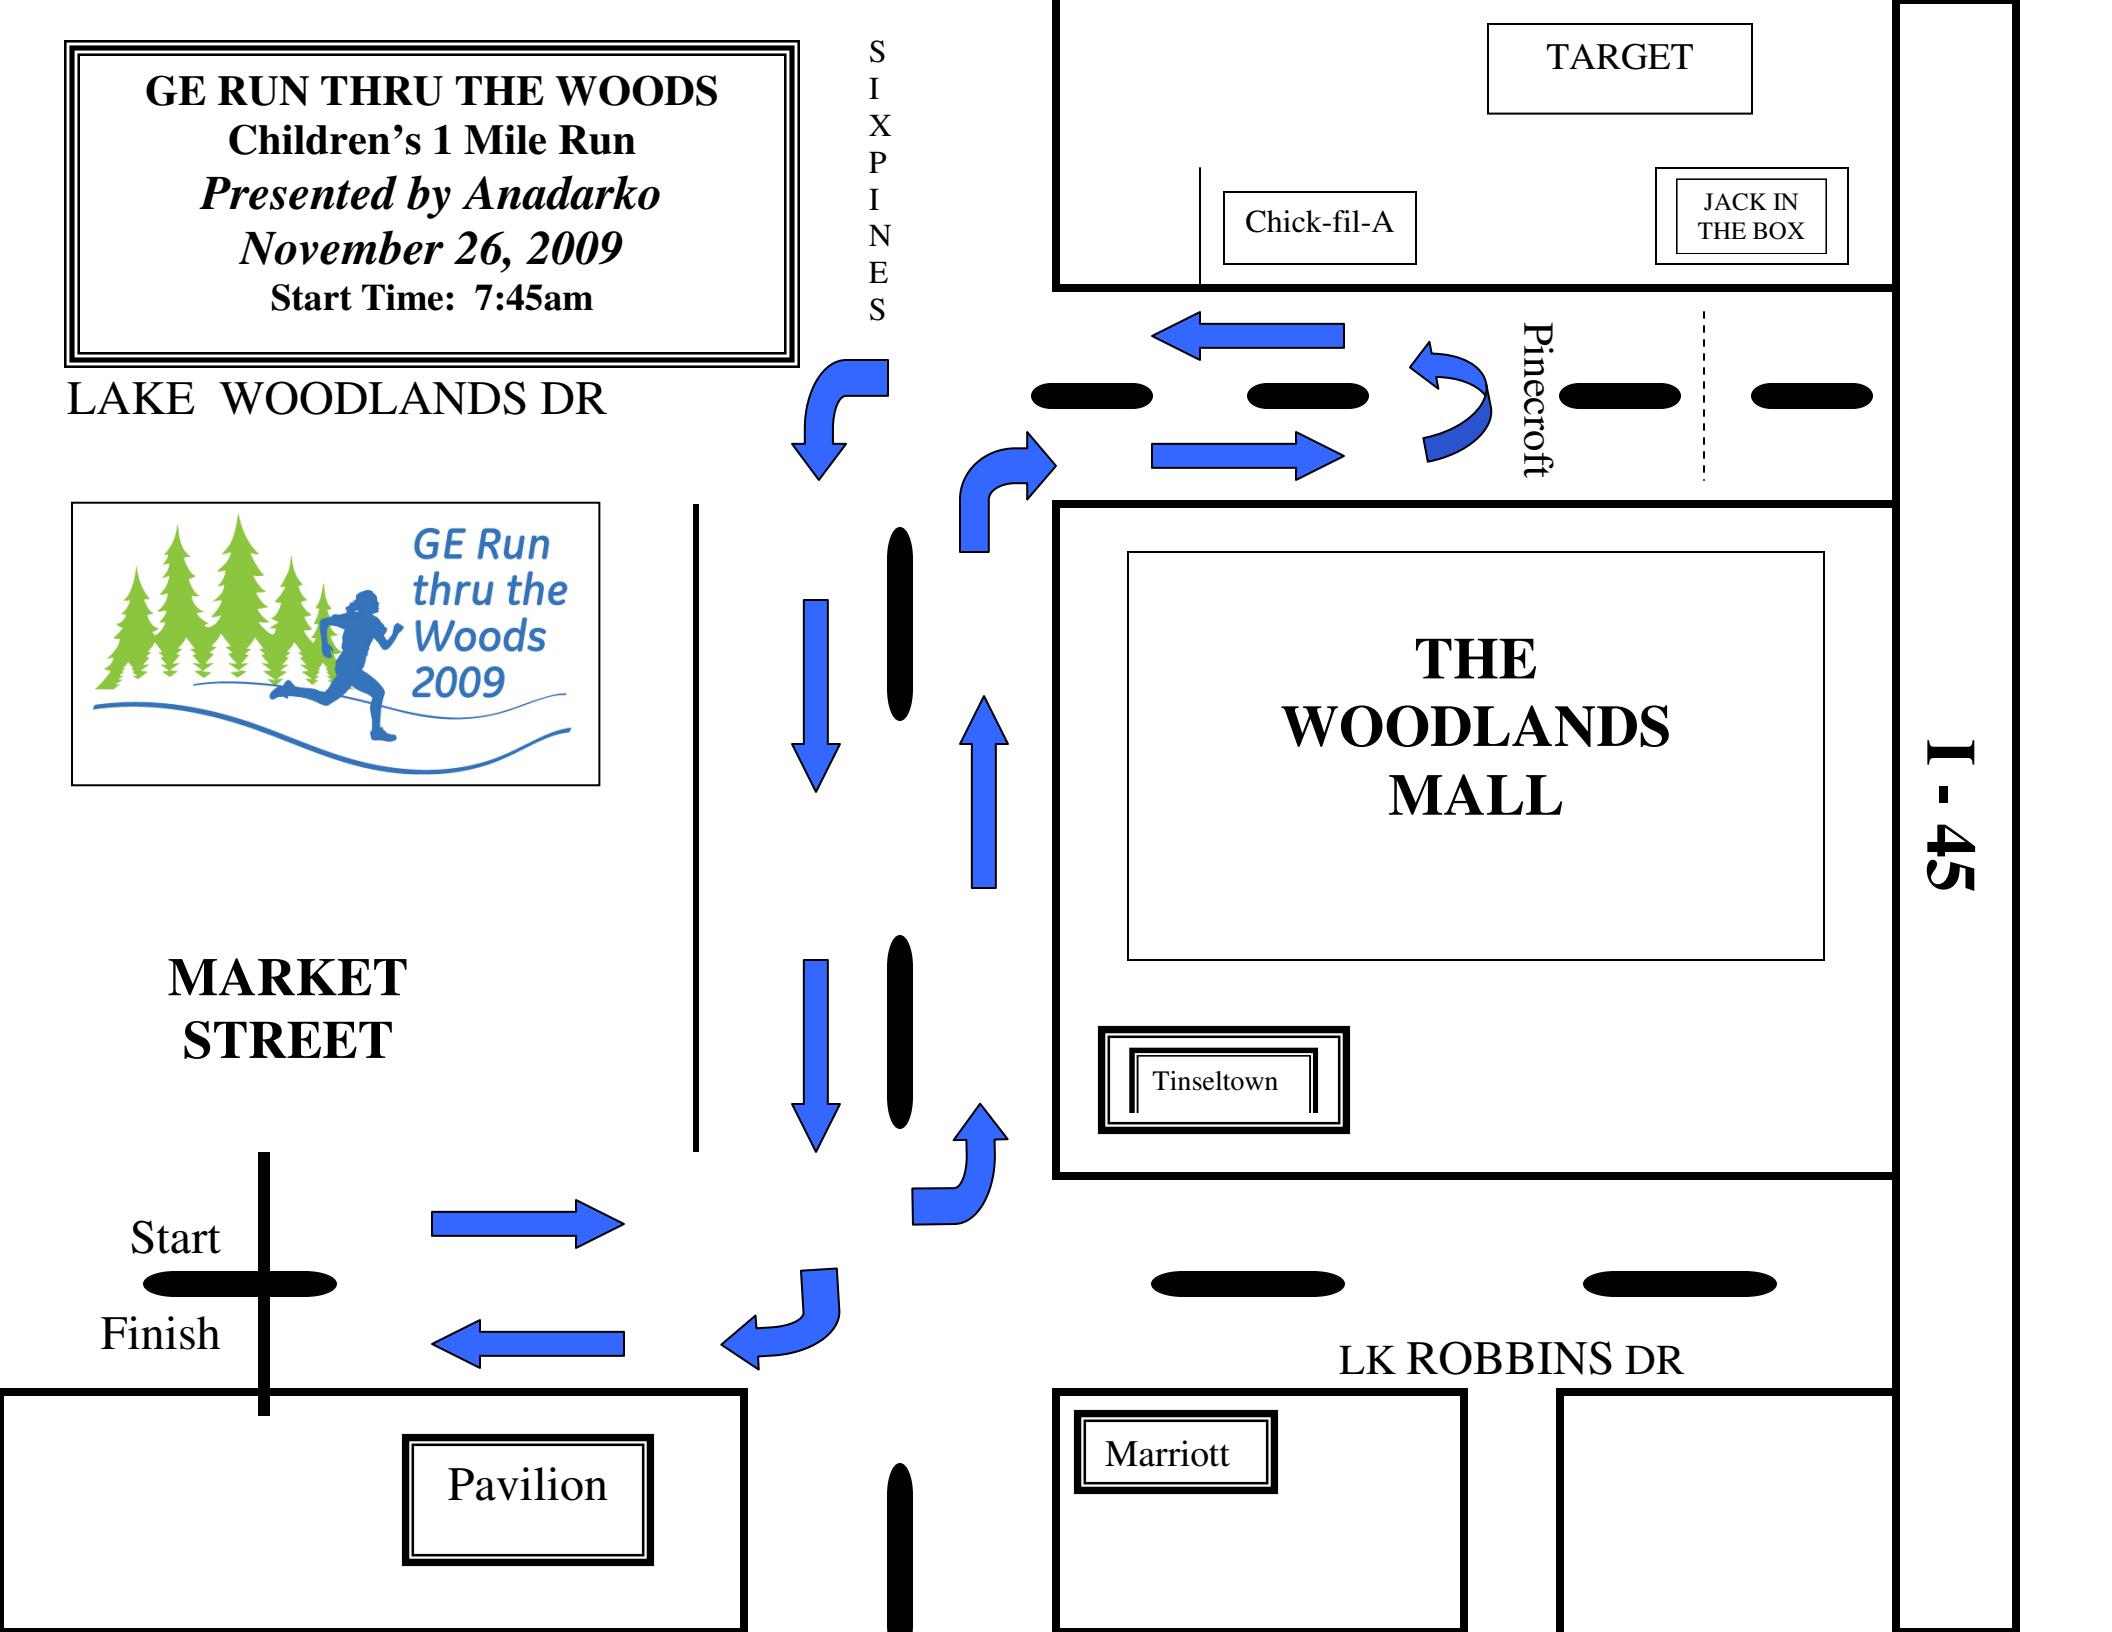 GE RUN THRU THE WOODS
Children's 1 Mile Run
Presented by Anadarko
November 26, 2009
Start Time:  7:45am
SIXPINES
TARGET
Chick-fil-A
JACK IN
THE BOX
LAKE  WOODLANDS DR
Pinecroft
GE Run
thru the
Woods
2009
THE
WOODLANDS
MALL
I - 45
MARKET
STREET
Tinseltown
Start
Finish
LK ROBBINS DR
Pavilion
Marriott